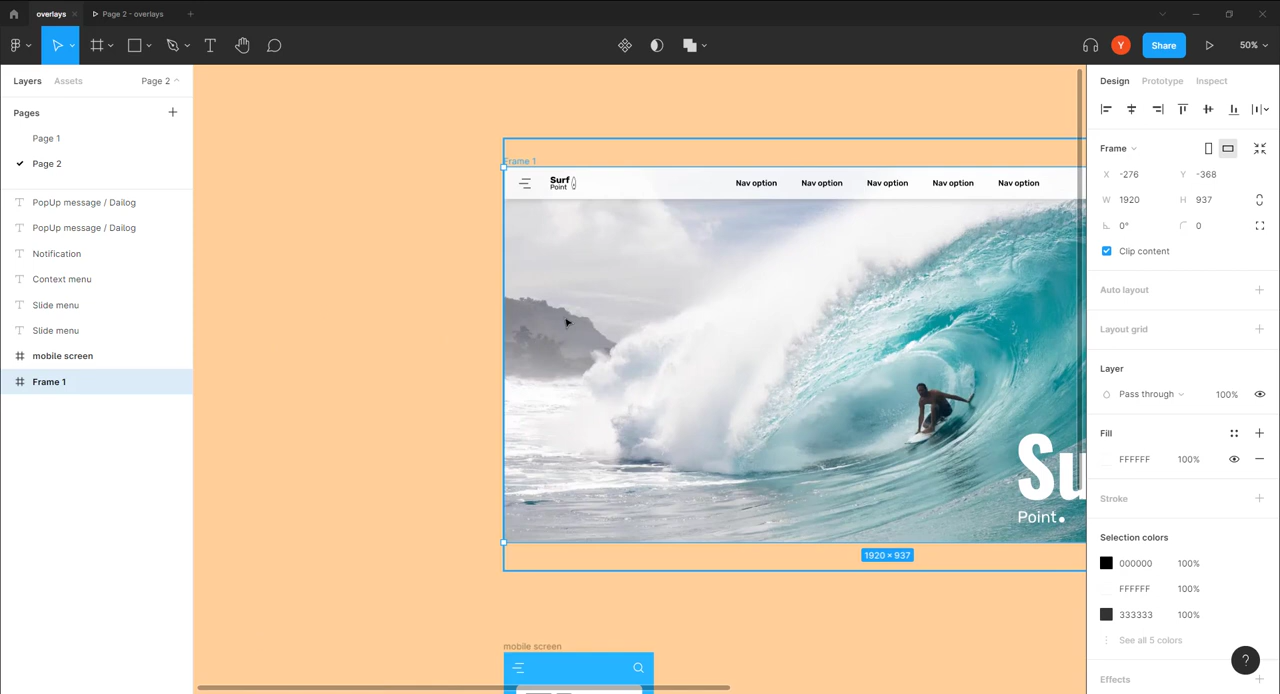 overlays
Page 2 - overlays
Share
Y
50%
Layers
Assets
Page 2
Pages
Page 1
Page 2
PopUp message / Dailog
PopUp message / Dailog
Notification
Context menu
Slide menu
Slide menu
mobile screen
Frame 1
Frame 1
Surf
Point
Nav option
Nav option
Nav option
Nav option
Nav option
Su
Point
1920 × 937
mobile screen
Design
Prototype
Inspect
Frame
X -276
Y -368
W 1920
H 937
0°
0
Clip content
Auto layout
Layout grid
Layer
Pass through
100%
Fill
FFFFFF
100%
Stroke
Selection colors
000000
100%
FFFFFF
100%
333333
100%
See all 5 colors
Effects
?